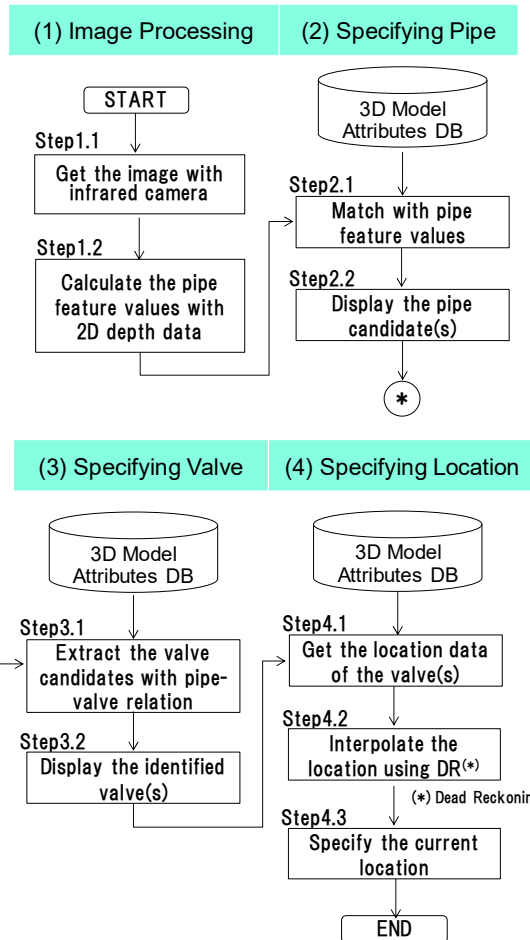 (1) Image Processing
(2) Specifying Pipe
START
Step1.1
Get the image with
infrared camera
Step1.2
Calculate the pipe
feature values with
2D depth data
3D Model
Attributes DB
Step2.1
Match with pipe
feature values
Step2.2
Display the pipe
candidate(s)
*
(3) Specifying Valve
(4) Specifying Location
3D Model
Attributes DB
Step3.1
Extract the valve
candidates with pipe-
valve relation
Step3.2
Display the identified
valve(s)
3D Model
Attributes DB
Step4.1
Get the location data
of the valve(s)
Step4.2
Interpolate the
location using DR(*)
(*) Dead Reckonin
Step4.3
Specify the current
location
END